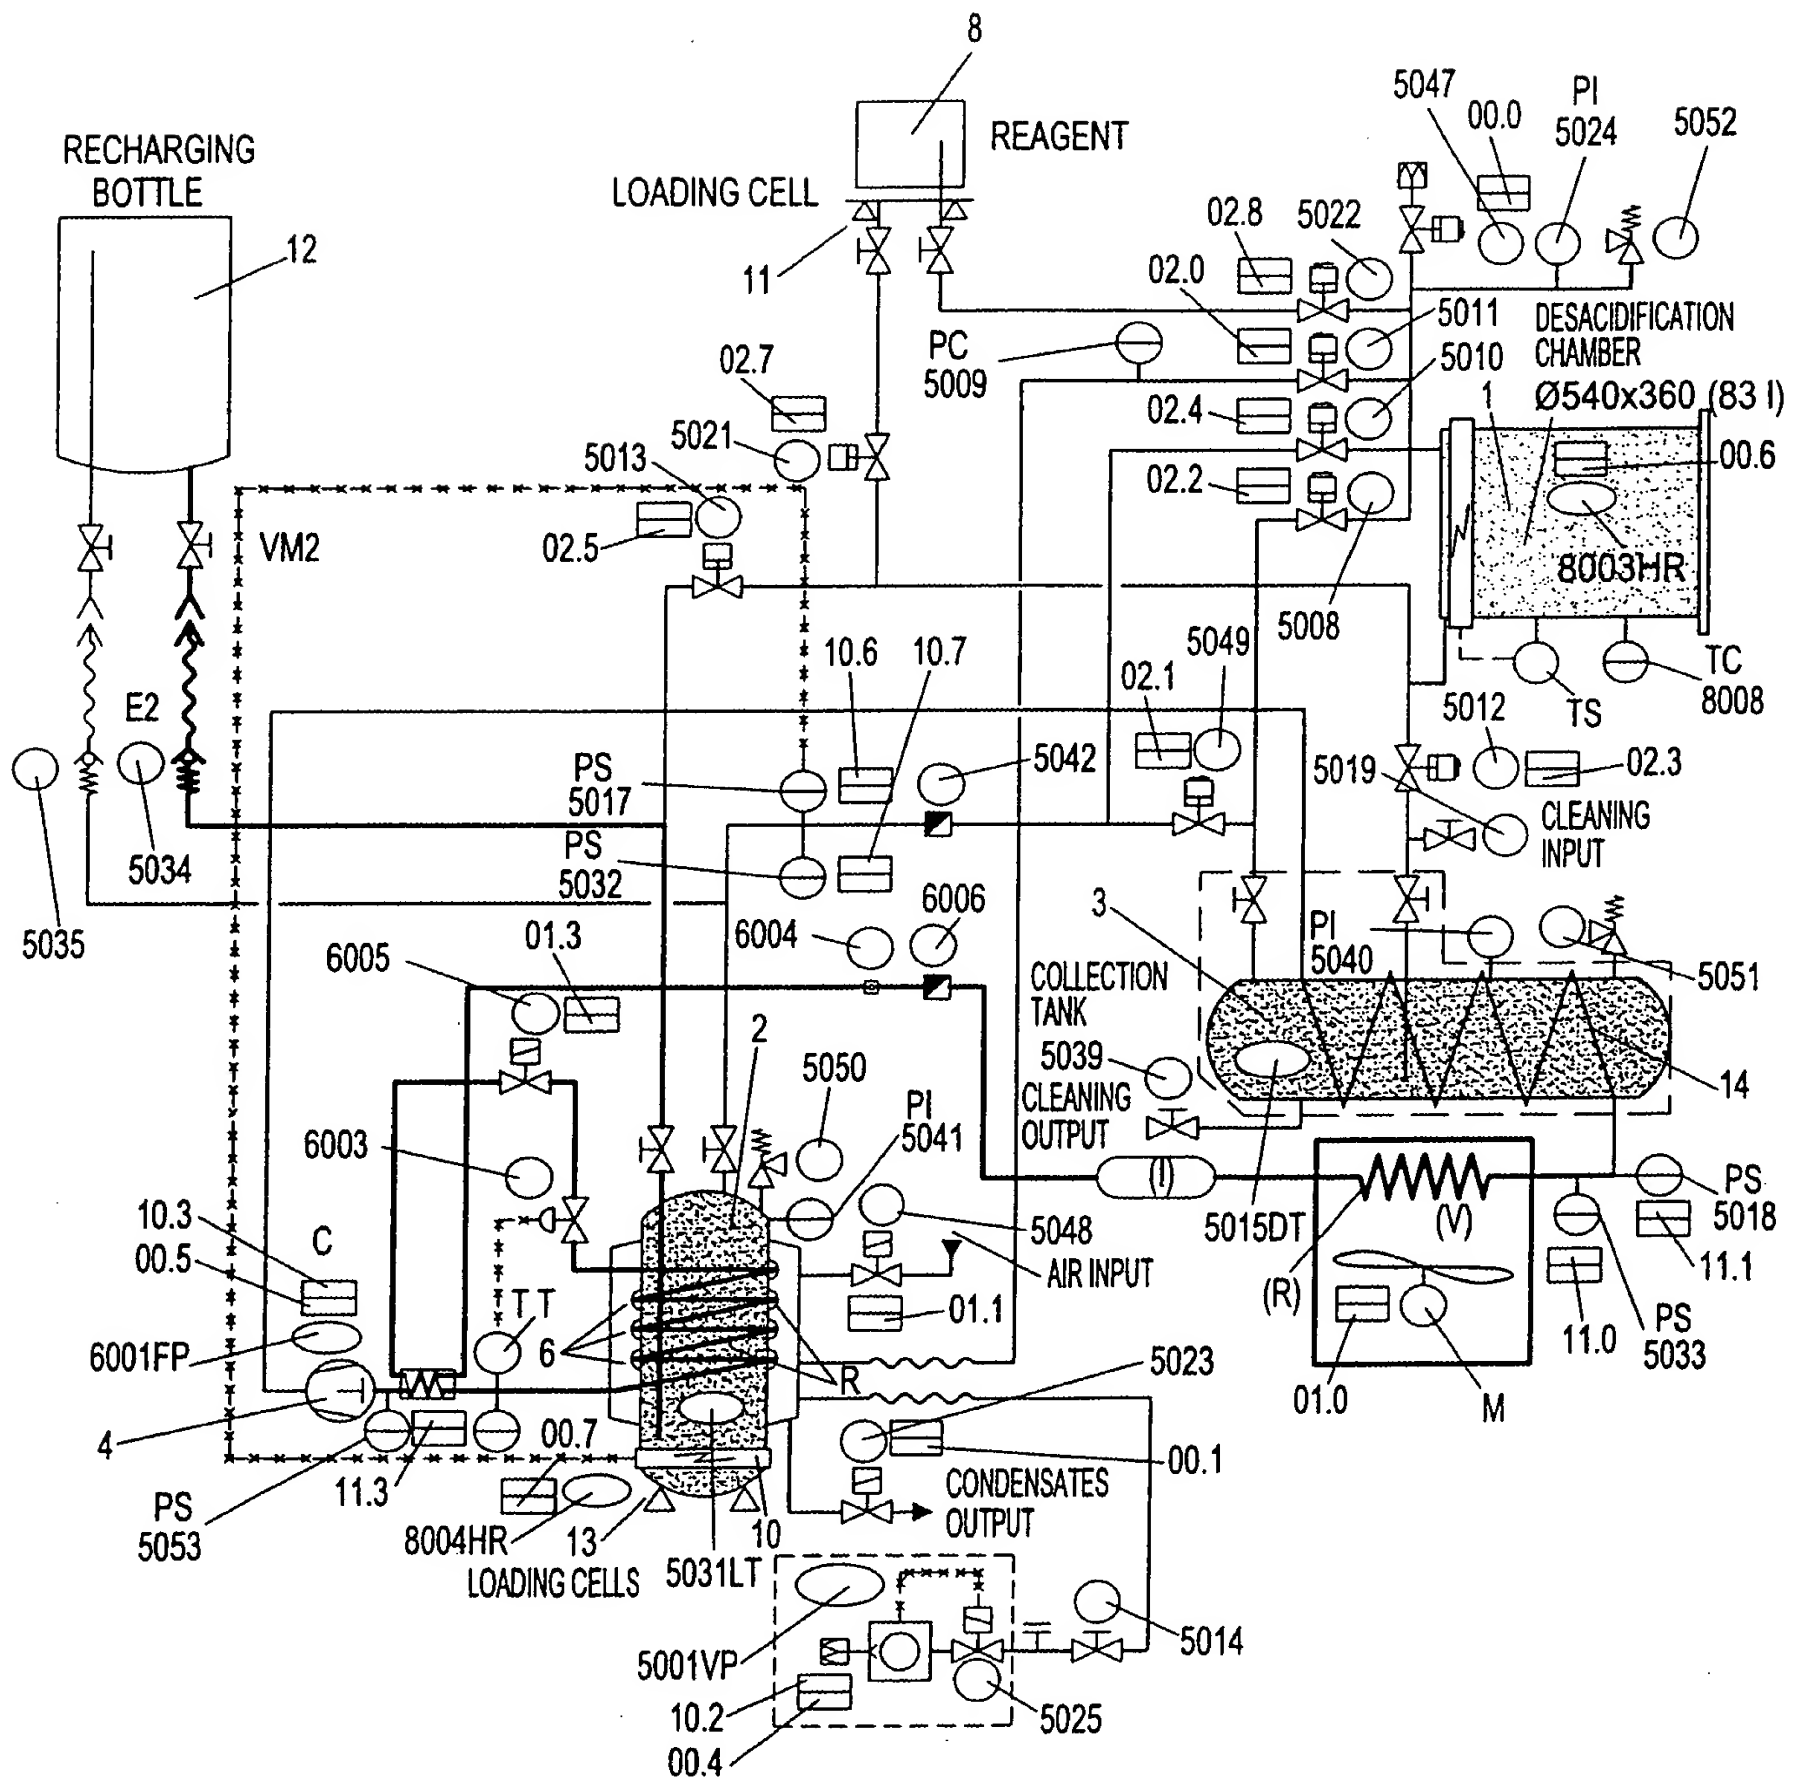 8
REAGENT
LOADING CELL
11
RECHARGING
BOTTLE
12
5047
00.0
PI
5024
5052
02.8
5022
02.0
5011
PC
5009
5010
02.4
02.2
5008
DESACIDIFICATION
CHAMBER
1
Ø540x360 (83 l)
00.6
8003HR
TS
TC
8008
02.7
5021
5013
02.5
VM2
E2
5034
5035
10.6
10.7
PS
5017
PS
5032
5042
02.1
5049
5012
5019
02.3
CLEANING
INPUT
6004
6006
6005
01.3
3
PI
5040
5051
COLLECTION
TANK
5039
CLEANING
OUTPUT
14
2
5050
PI
5041
6003
10.3
00.5
C
6001FP
4
T T
6
R
5048
AIR INPUT
01.1
5023
00.1
(I)
5015DT
(R)
(V)
01.0
M
11.0
PS
5033
PS
5018
11.1
PS
5053
11.3
00.7
8004HR
13
LOADING CELLS
5031LT
10
CONDENSATES
OUTPUT
5001VP
10.2
00.4
5025
5014